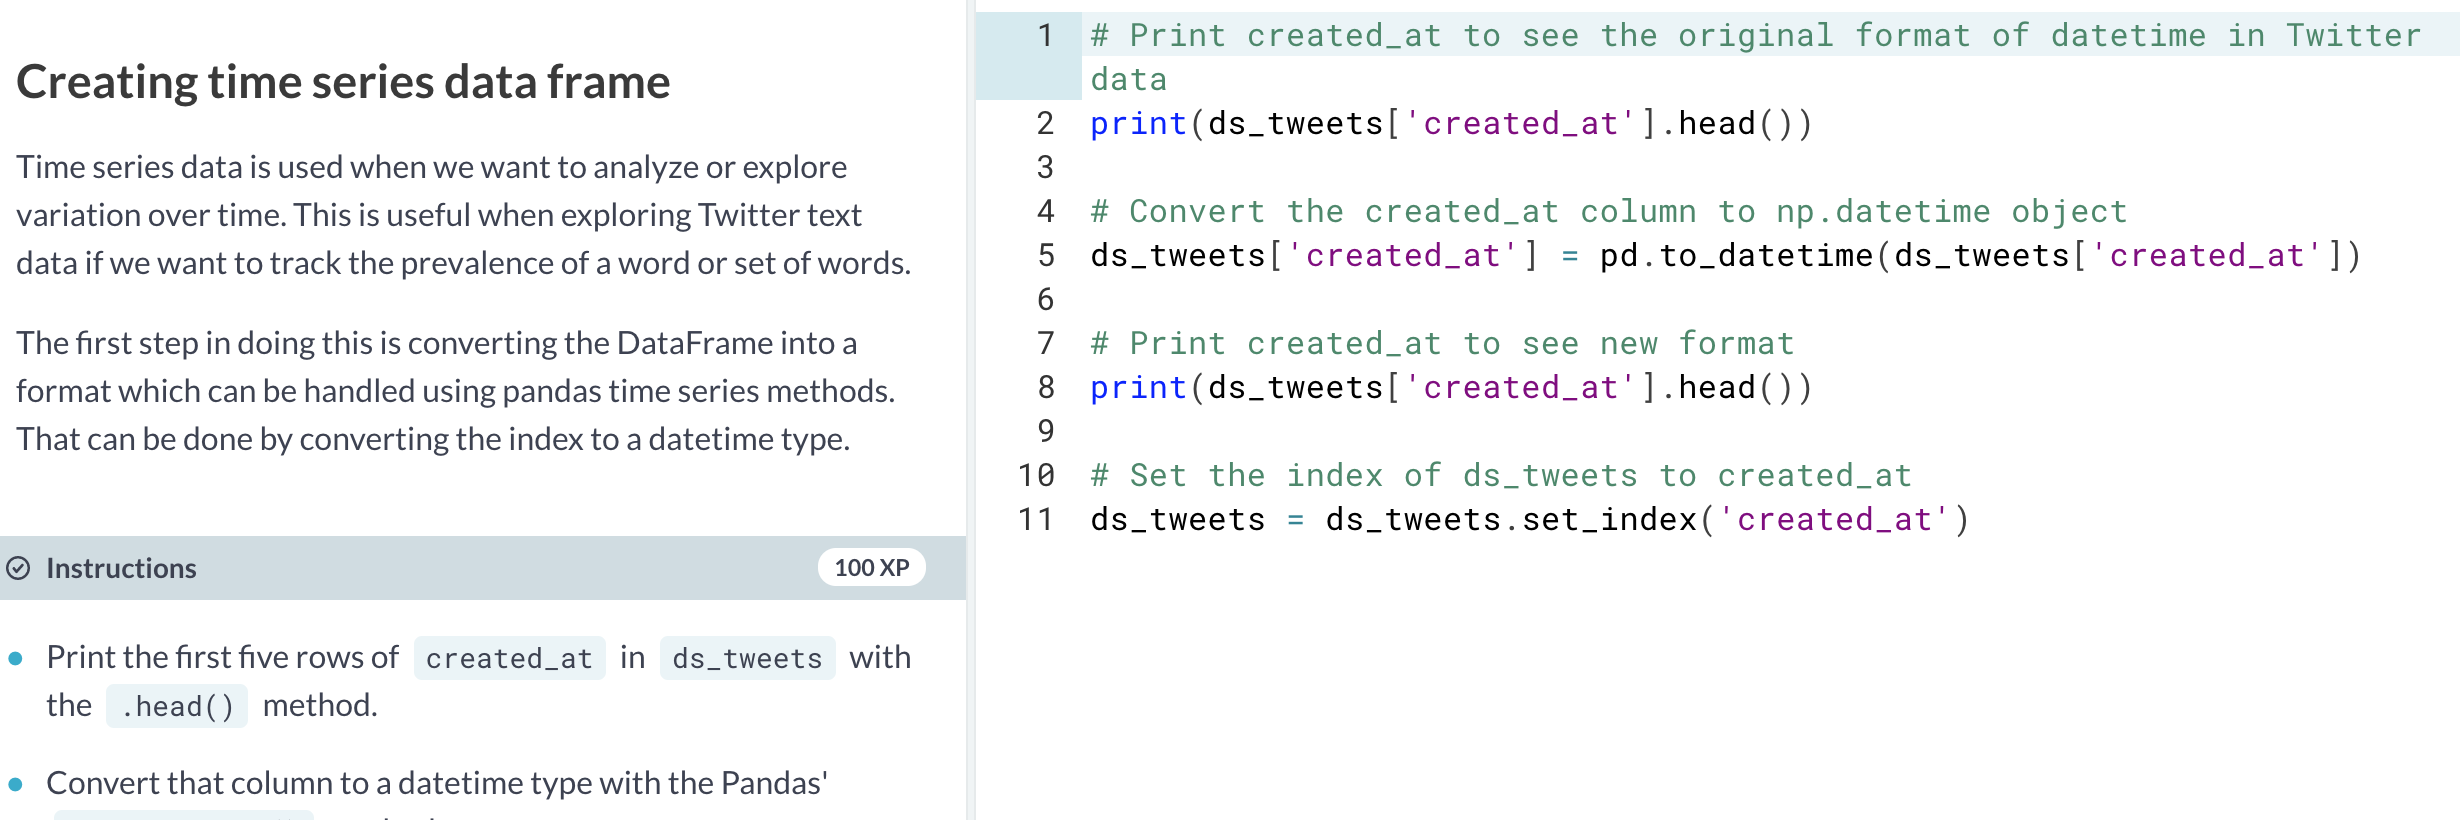 Creating time series data frame
Time series data is used when we want to analyze or explore
variation over time. This is useful when exploring Twitter text
data if we want to track the prevalence of a word or set of words.
The first step in doing this is converting the DataFrame into a
format which can be handled using pandas time series methods.
That can be done by converting the index to a datetime type.
Instructions
100 XP
Print the first five rows of created_at in ds_tweets with
the .head() method.
Convert that column to a datetime type with the Pandas'
1 # Print created_at to see the original format of datetime in Twitter
data
2 print(ds_tweets['created_at'].head())
3
4 # Convert the created_at column to np.datetime object
5 ds_tweets['created_at'] = pd.to_datetime(ds_tweets['created_at'])
6
7 # Print created_at to see new format
8 print(ds_tweets['created_at'].head())
9
10 # Set the index of ds_tweets to created_at
11 ds_tweets = ds_tweets.set_index('created_at')